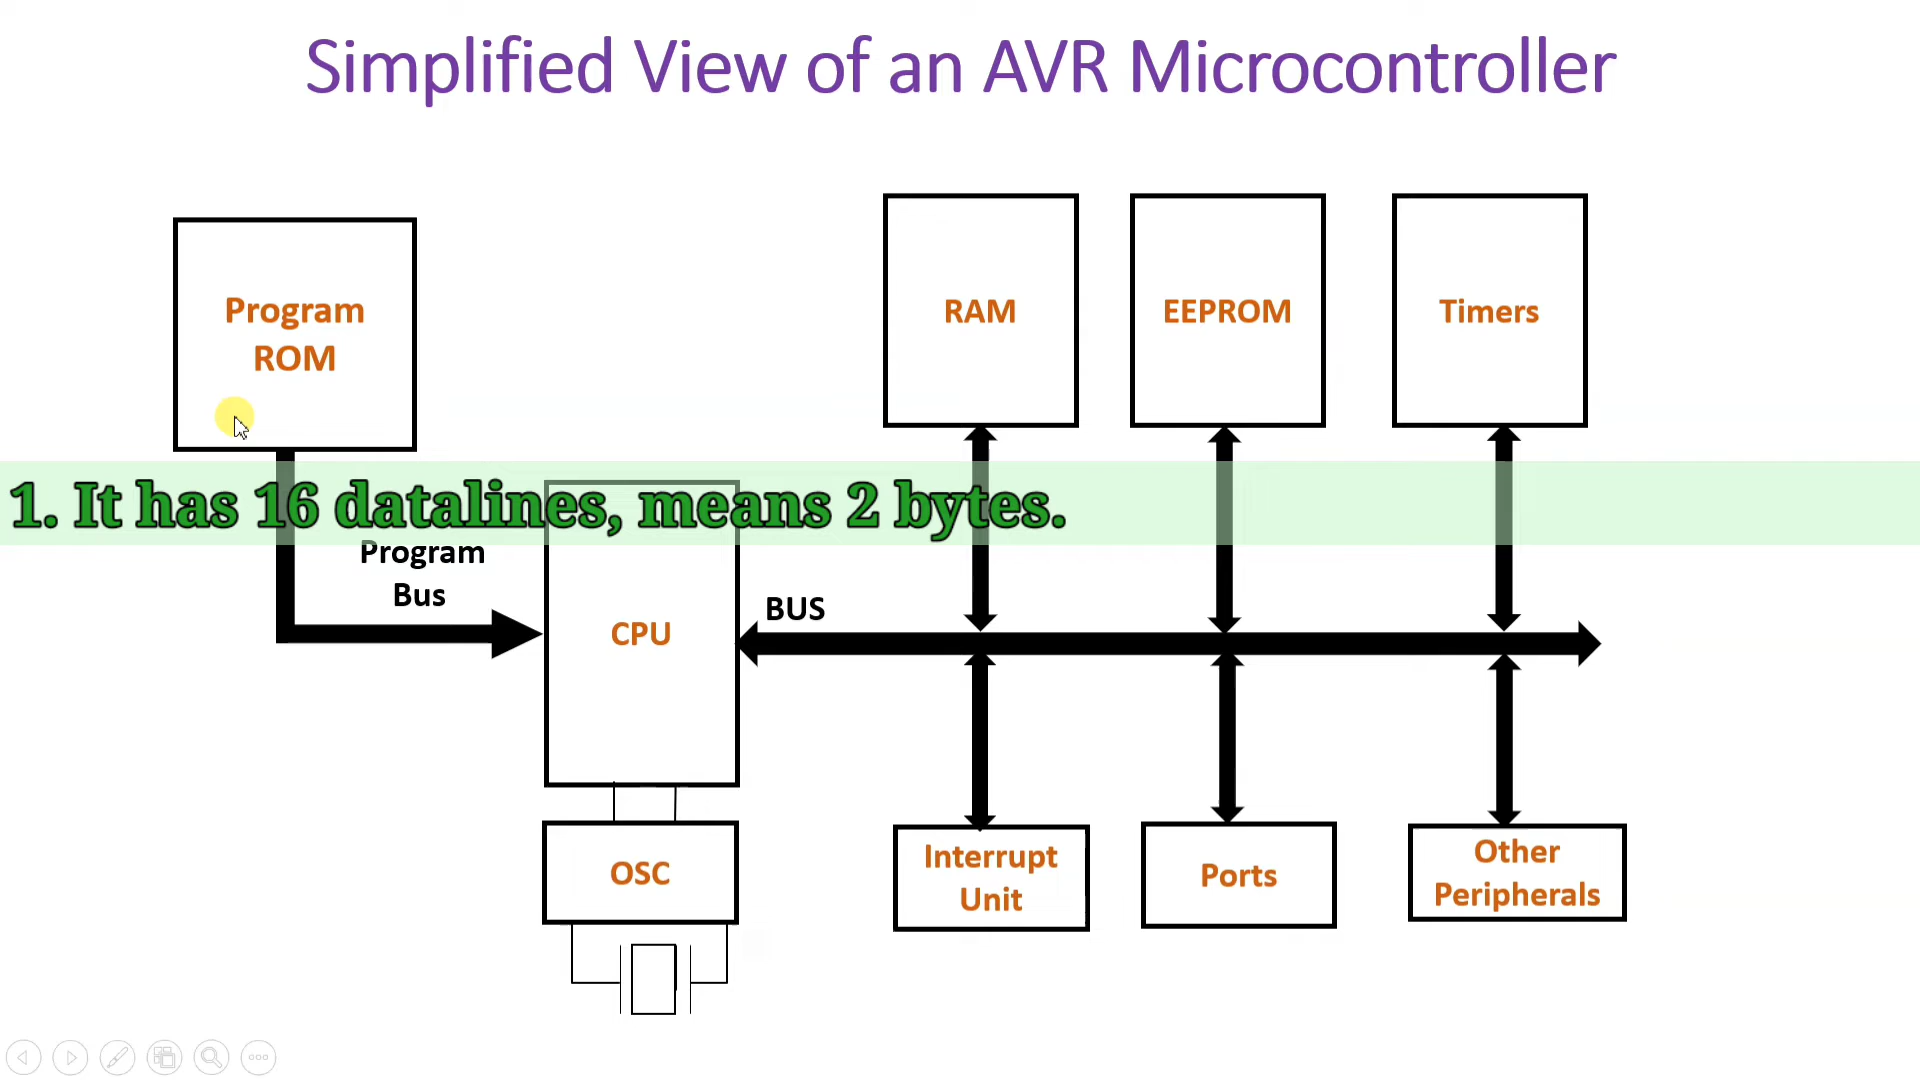 Simplified View of an AVR Microcontroller
Program
ROM
RAM
EEPROM
Timers
1. It has 16 datalines, means 2 bytes.
Program
Bus
CPU
BUS
OSC
Interrupt
Unit
Ports
Other
Peripherals